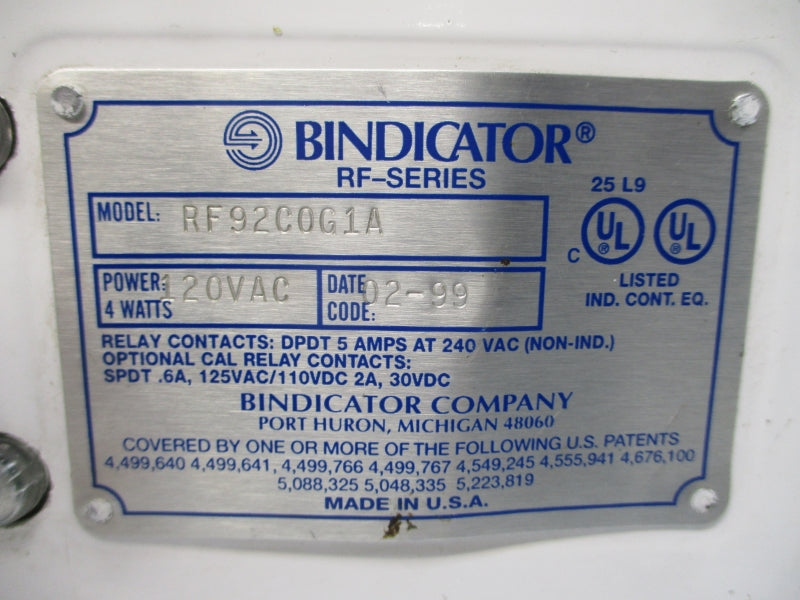 BINDICATOR®
RF-SERIES
25 L9
MODEL: RF92C0G1A
C UL® UL®
LISTED
IND. CONT. EQ.
POWER: 120VAC
4 WATTS
DATE CODE: 02-99
RELAY CONTACTS: DPDT 5 AMPS AT 240 VAC (NON-IND.)
OPTIONAL CAL RELAY CONTACTS:
SPDT .6A, 125VAC/110VDC 2A, 30VDC
BINDICATOR COMPANY
PORT HURON, MICHIGAN 48060
COVERED BY ONE OR MORE OF THE FOLLOWING U.S. PATENTS
4,499,640 4,499,641, 4,499,766 4,499,767 4,549,245 4,555,941 4,676,100
5,088,325 5,048,335 5,223,819
MADE IN U.S.A.